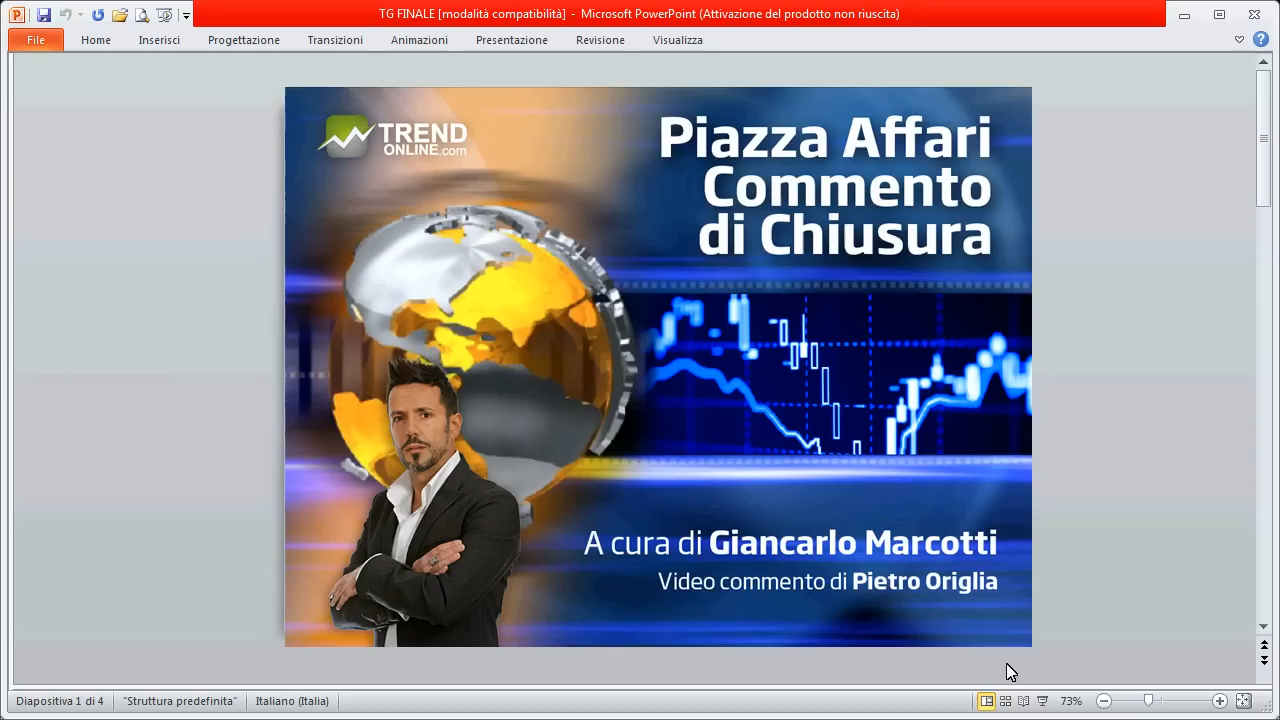 TG FINALE [modalità compatibilità] - Microsoft PowerPoint (Attivazione del prodotto non riuscita)
File Home Inserisci Progettazione Transizioni Animazioni Presentazione Revisione Visualizza
TREND
ONLINE.com
Piazza Affari
Commento
di Chiusura
A cura di Giancarlo Marcotti
Video commento di Pietro Origlia
Diapositiva 1 di 4 "Struttura predefinita" Italiano (Italia) 73%